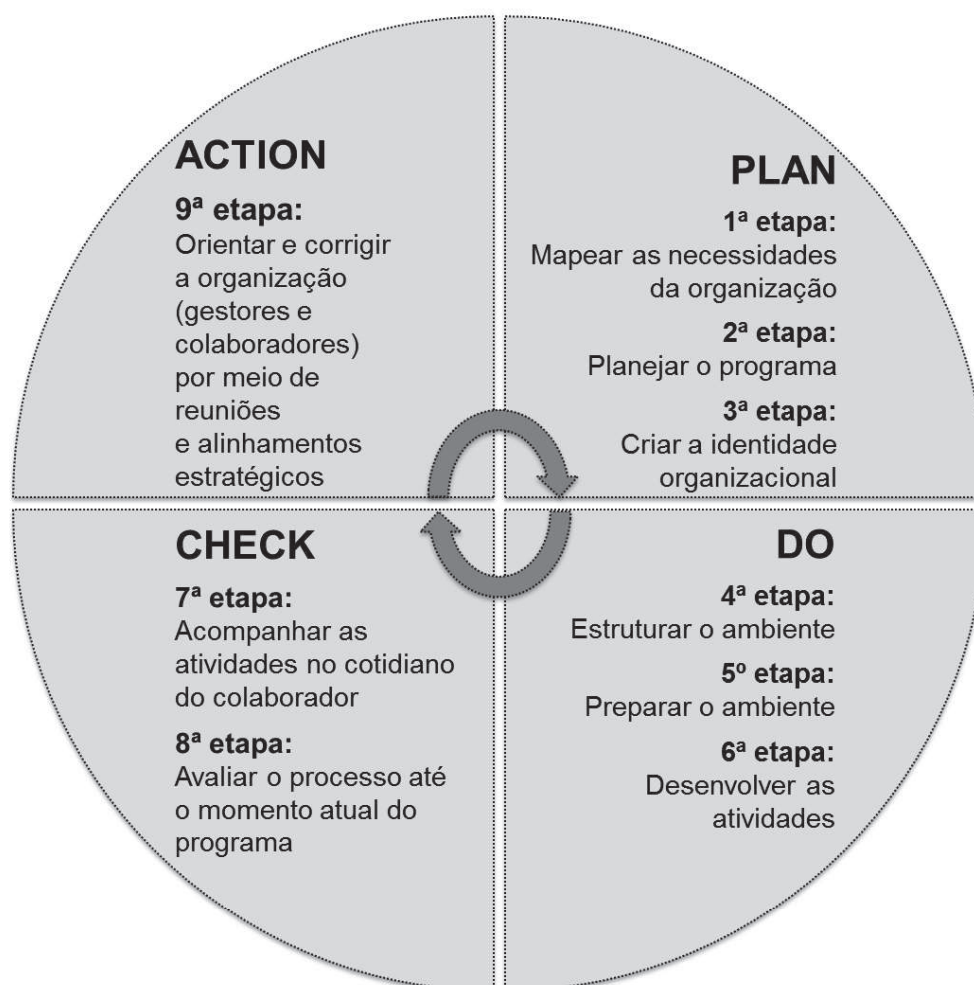 ACTION
9ª etapa:
Orientar e corrigir
a organização
(gestores e
colaboradores)
por meio de
reuniões
e alinhamentos
estratégicos
PLAN
1ª etapa:
Mapear as necessidades
da organização
2ª etapa:
Planejar o programa
3ª etapa:
Criar a identidade
organizacional
CHECK
7ª etapa:
Acompanhar as
atividades no cotidiano
do colaborador
8ª etapa:
Avaliar o processo até
o momento atual do
programa
DO
4ª etapa:
Estruturar o ambiente
5º etapa:
Preparar o ambiente
6ª etapa:
Desenvolver as
atividades